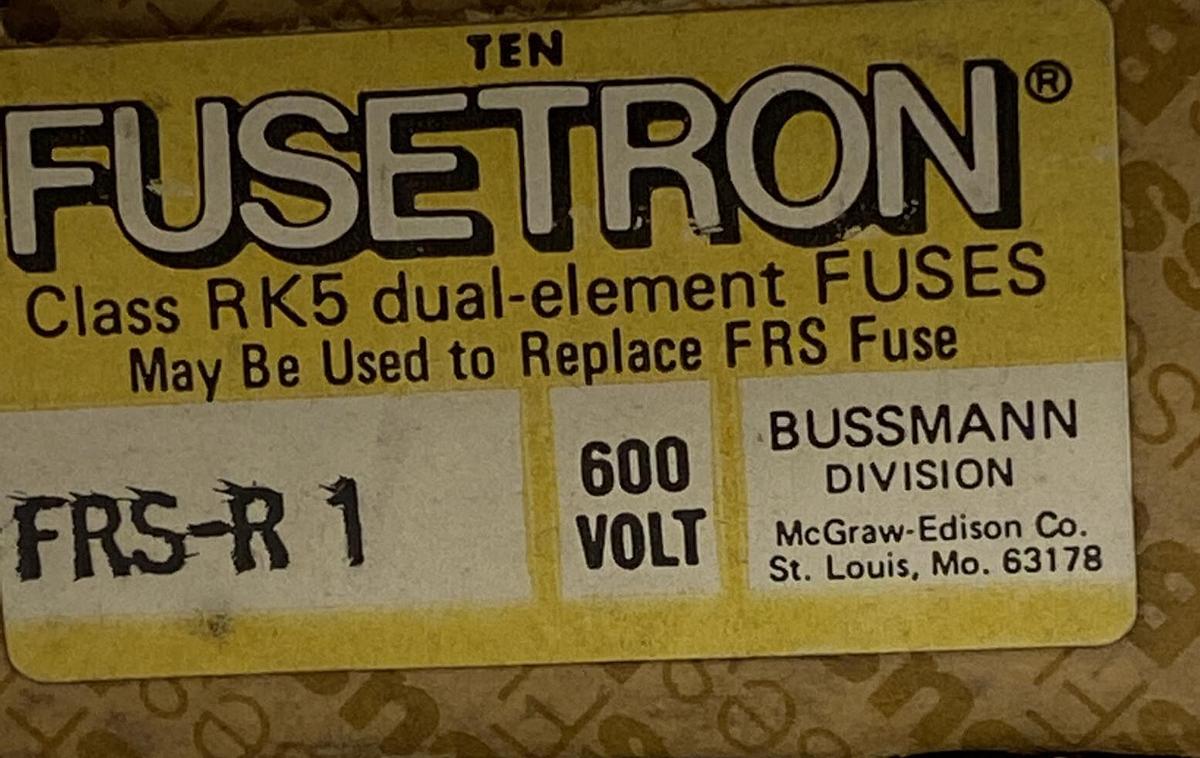 TEN
FUSETRON®
Class RK5 dual-element FUSES
May Be Used to Replace FRS Fuse
FRS-R 1
600
VOLT
BUSSMANN
DIVISION
McGraw-Edison Co.
St. Louis, Mo. 63178